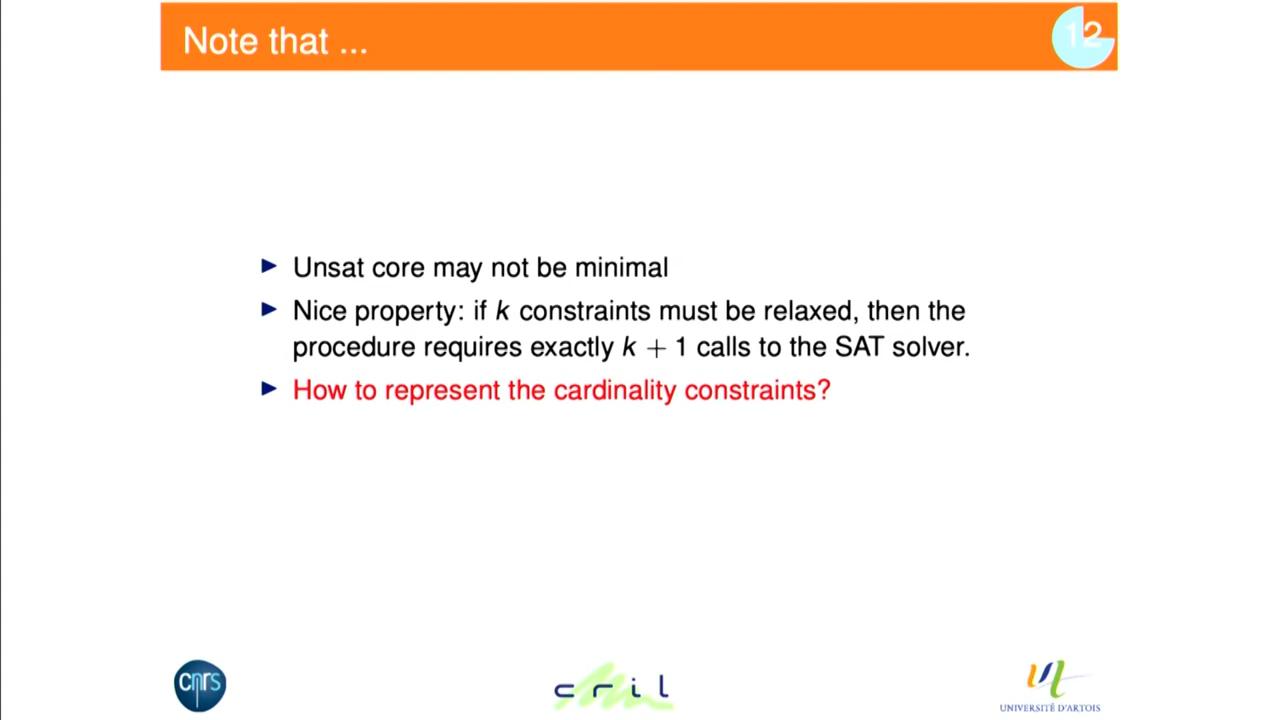 Note that ...
12
► Unsat core may not be minimal
► Nice property: if k constraints must be relaxed, then the
procedure requires exactly k + 1 calls to the SAT solver.
► How to represent the cardinality constraints?
cnrs
cril
UNIVERSITÉ D'ARTOIS